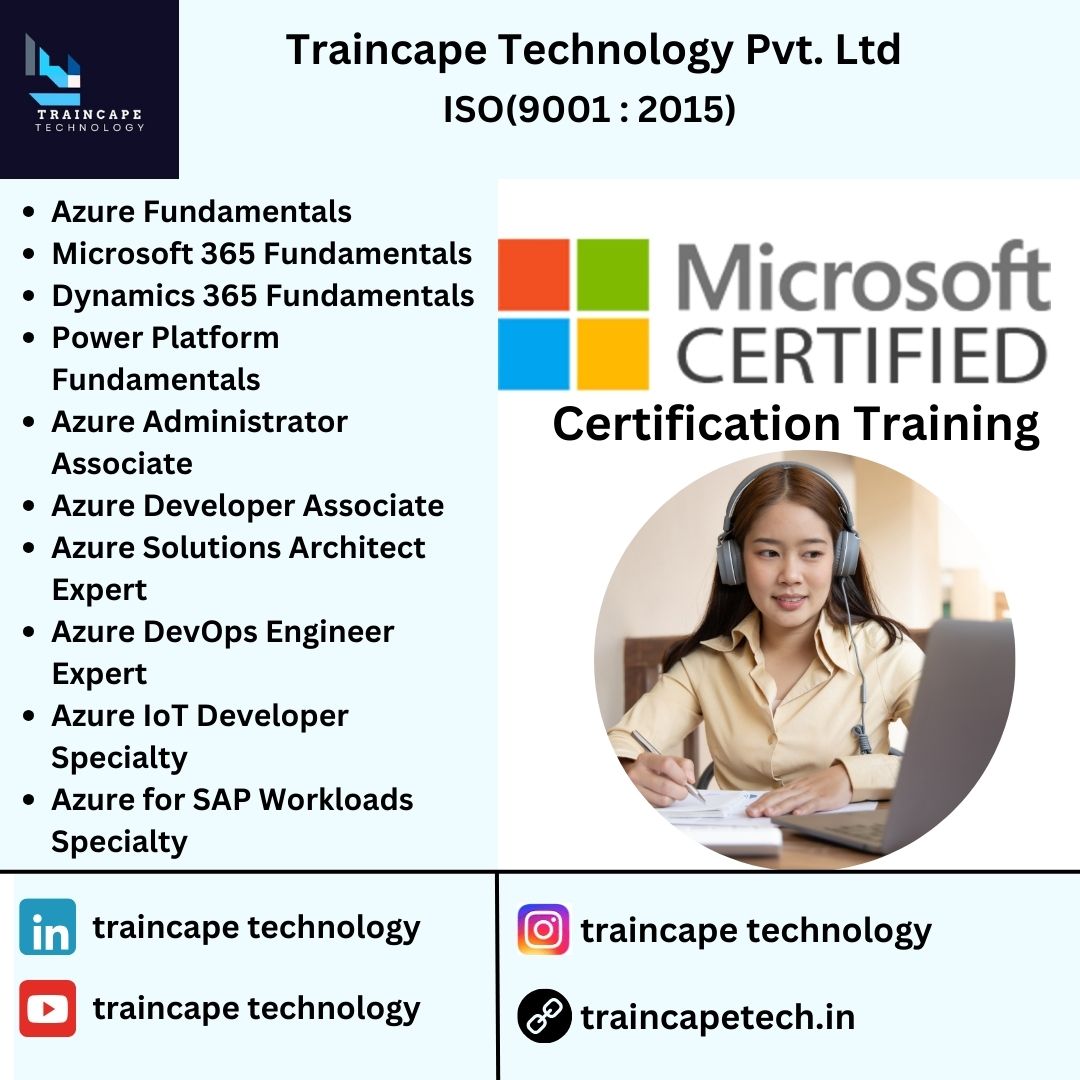 TRAINCAPE
TECHNOLOGY
Traincape Technology Pvt. Ltd
ISO(9001 : 2015)
• Azure Fundamentals
• Microsoft 365 Fundamentals
• Dynamics 365 Fundamentals
• Power Platform
Fundamentals
• Azure Administrator
Associate
• Azure Developer Associate
• Azure Solutions Architect
Expert
• Azure DevOps Engineer
Expert
• Azure IoT Developer
Specialty
• Azure for SAP Workloads
Specialty
Microsoft
CERTIFIED
Certification Training
in traincape technology
traincape technology
traincape technology
traincapetech.in